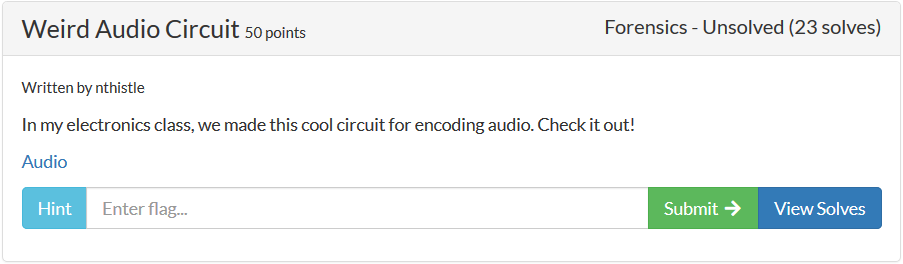 Weird Audio Circuit 50 points
Forensics - Unsolved (23 solves)
Written by nthistle
In my electronics class, we made this cool circuit for encoding audio. Check it out!
Audio
Hint Enter flag... Submit → View Solves